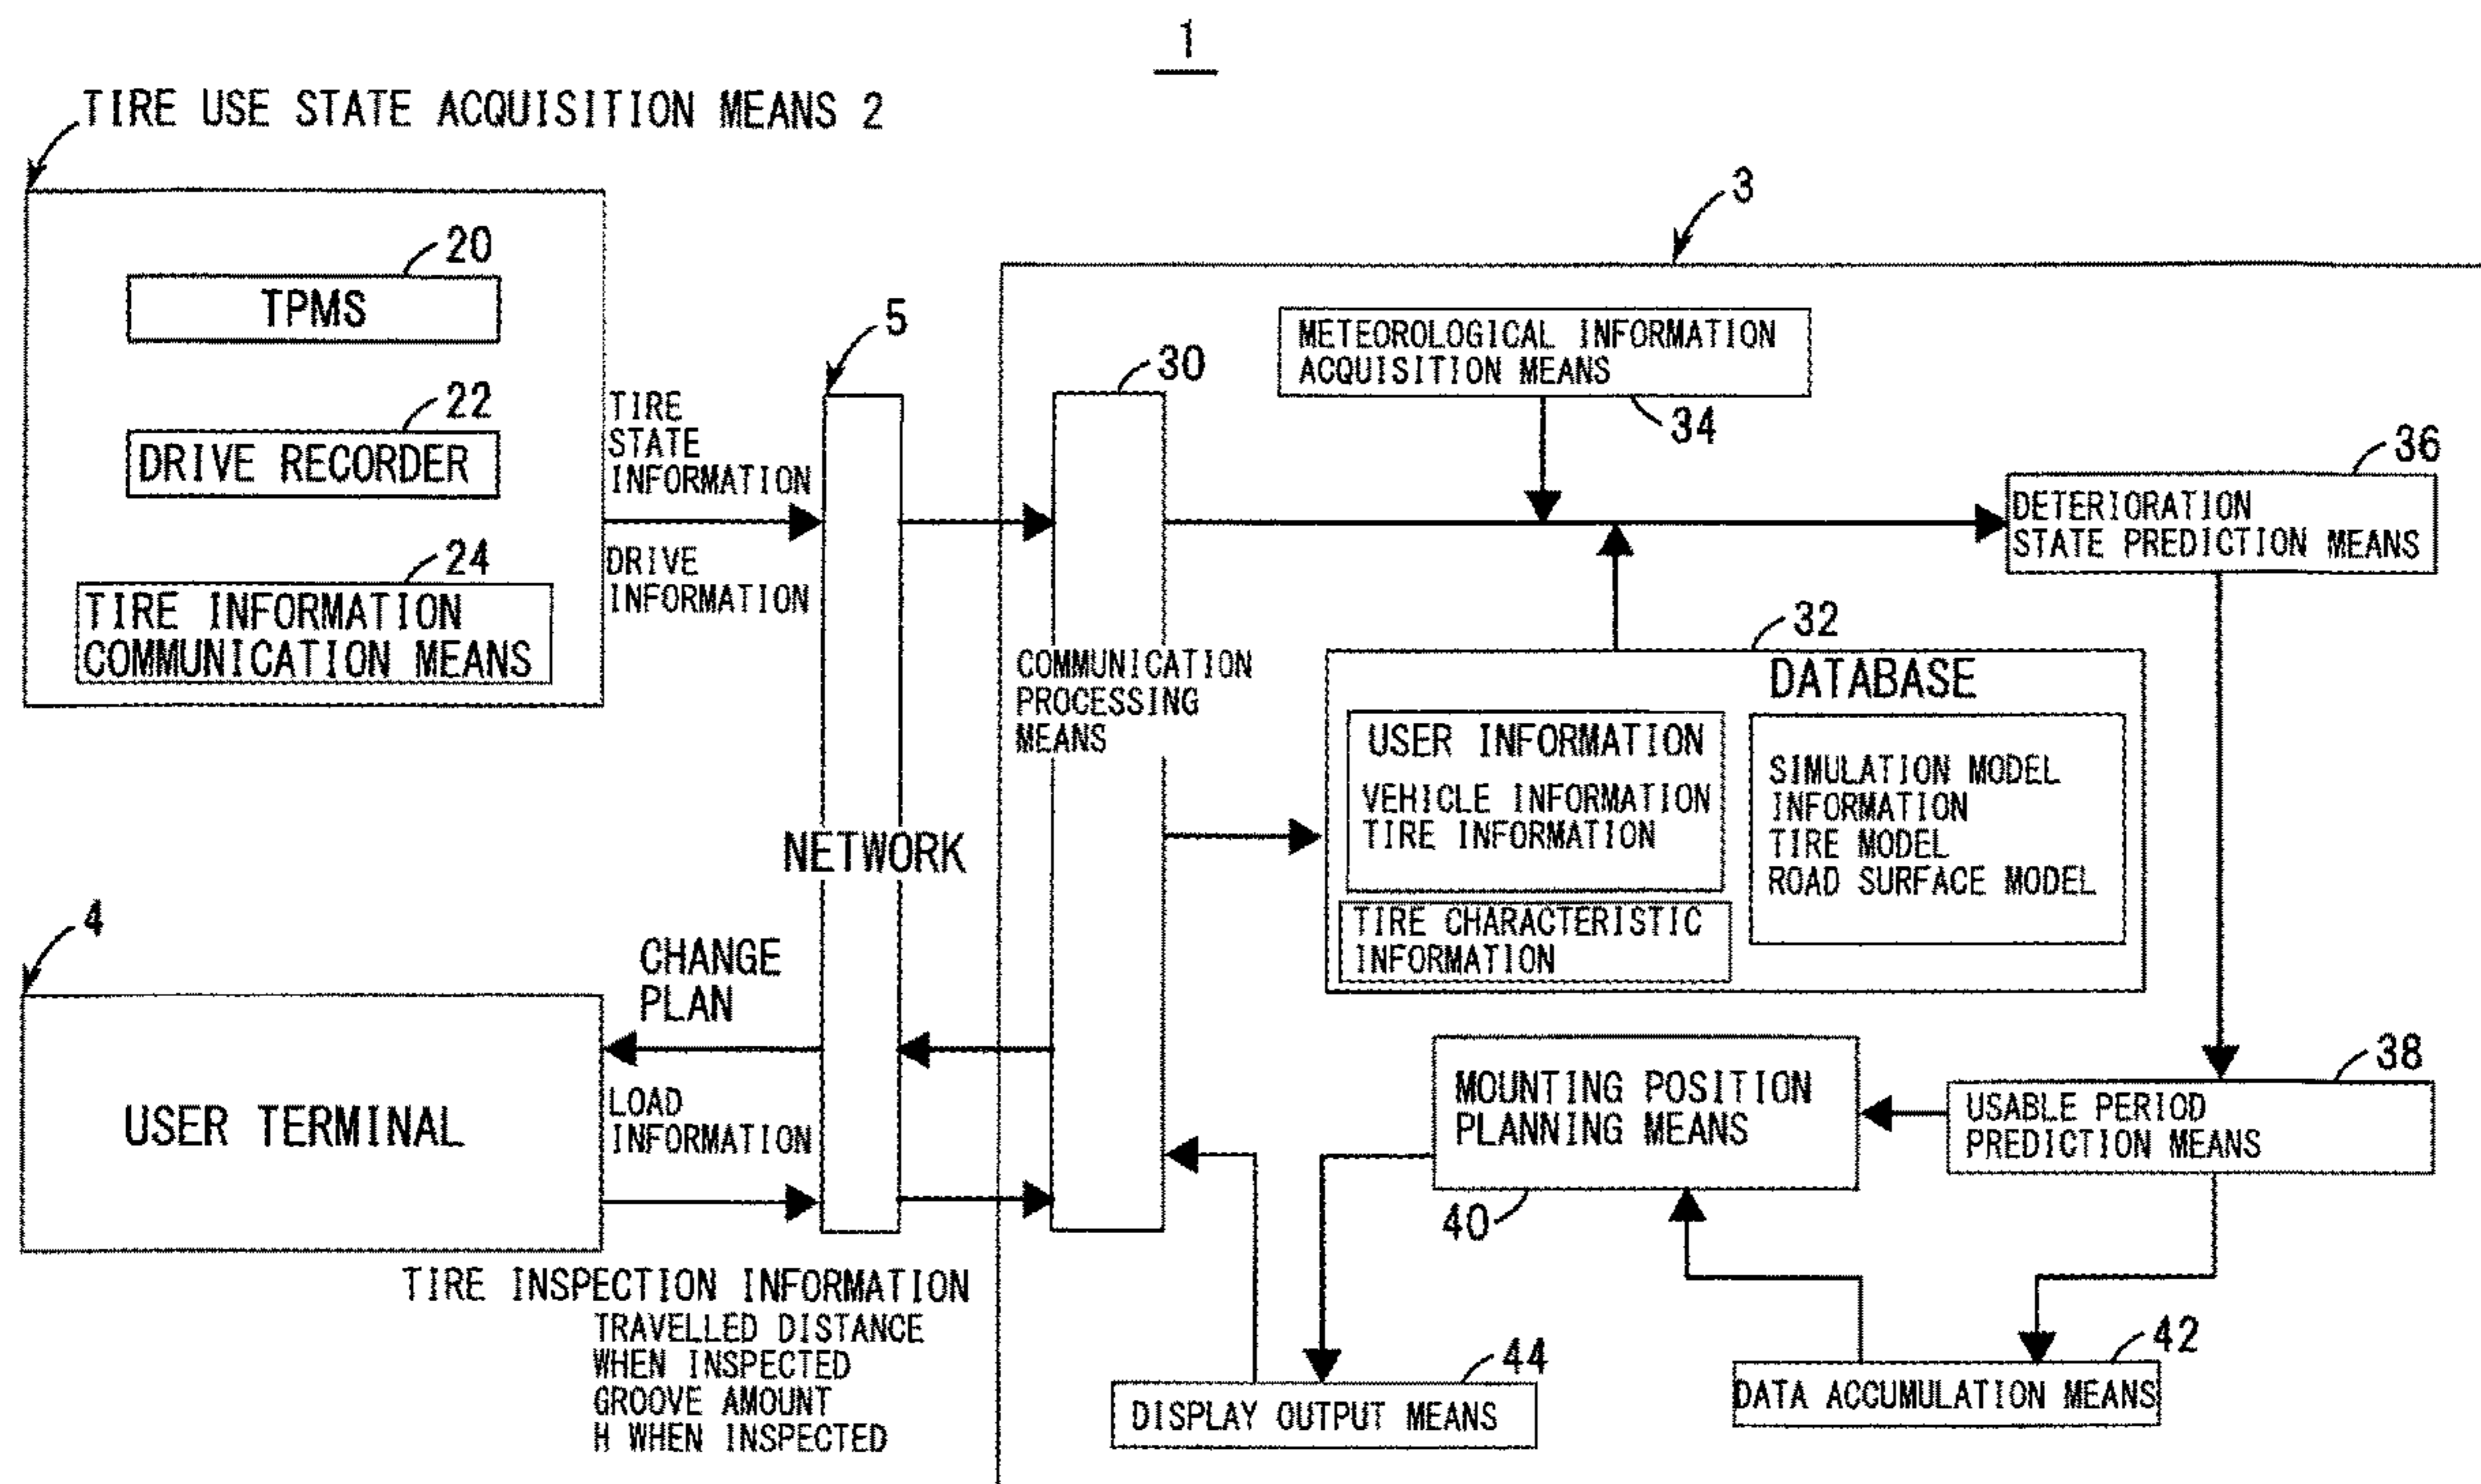 1
TIRE USE STATE ACQUISITION MEANS 2
20
TPMS
22
DRIVE RECORDER
24
TIRE INFORMATION
COMMUNICATION MEANS
TIRE
STATE
INFORMATION
DRIVE
INFORMATION
5
NETWORK
3
30
COMMUNICATION
PROCESSING
MEANS
METEOROLOGICAL INFORMATION
ACQUISITION MEANS
34
36
DETERIORATION
STATE PREDICTION MEANS
32
DATABASE
USER INFORMATION
VEHICLE INFORMATION
TIRE INFORMATION
TIRE CHARACTERISTIC
INFORMATION
SIMULATION MODEL
INFORMATION
TIRE MODEL
ROAD SURFACE MODEL
4
USER TERMINAL
CHANGE
PLAN
LOAD
INFORMATION
TIRE INSPECTION INFORMATION
TRAVELLED DISTANCE
WHEN INSPECTED
GROOVE AMOUNT
H WHEN INSPECTED
MOUNTING POSITION
PLANNING MEANS
40
38
USABLE PERIOD
PREDICTION MEANS
42
DATA ACCUMULATION MEANS
44
DISPLAY OUTPUT MEANS